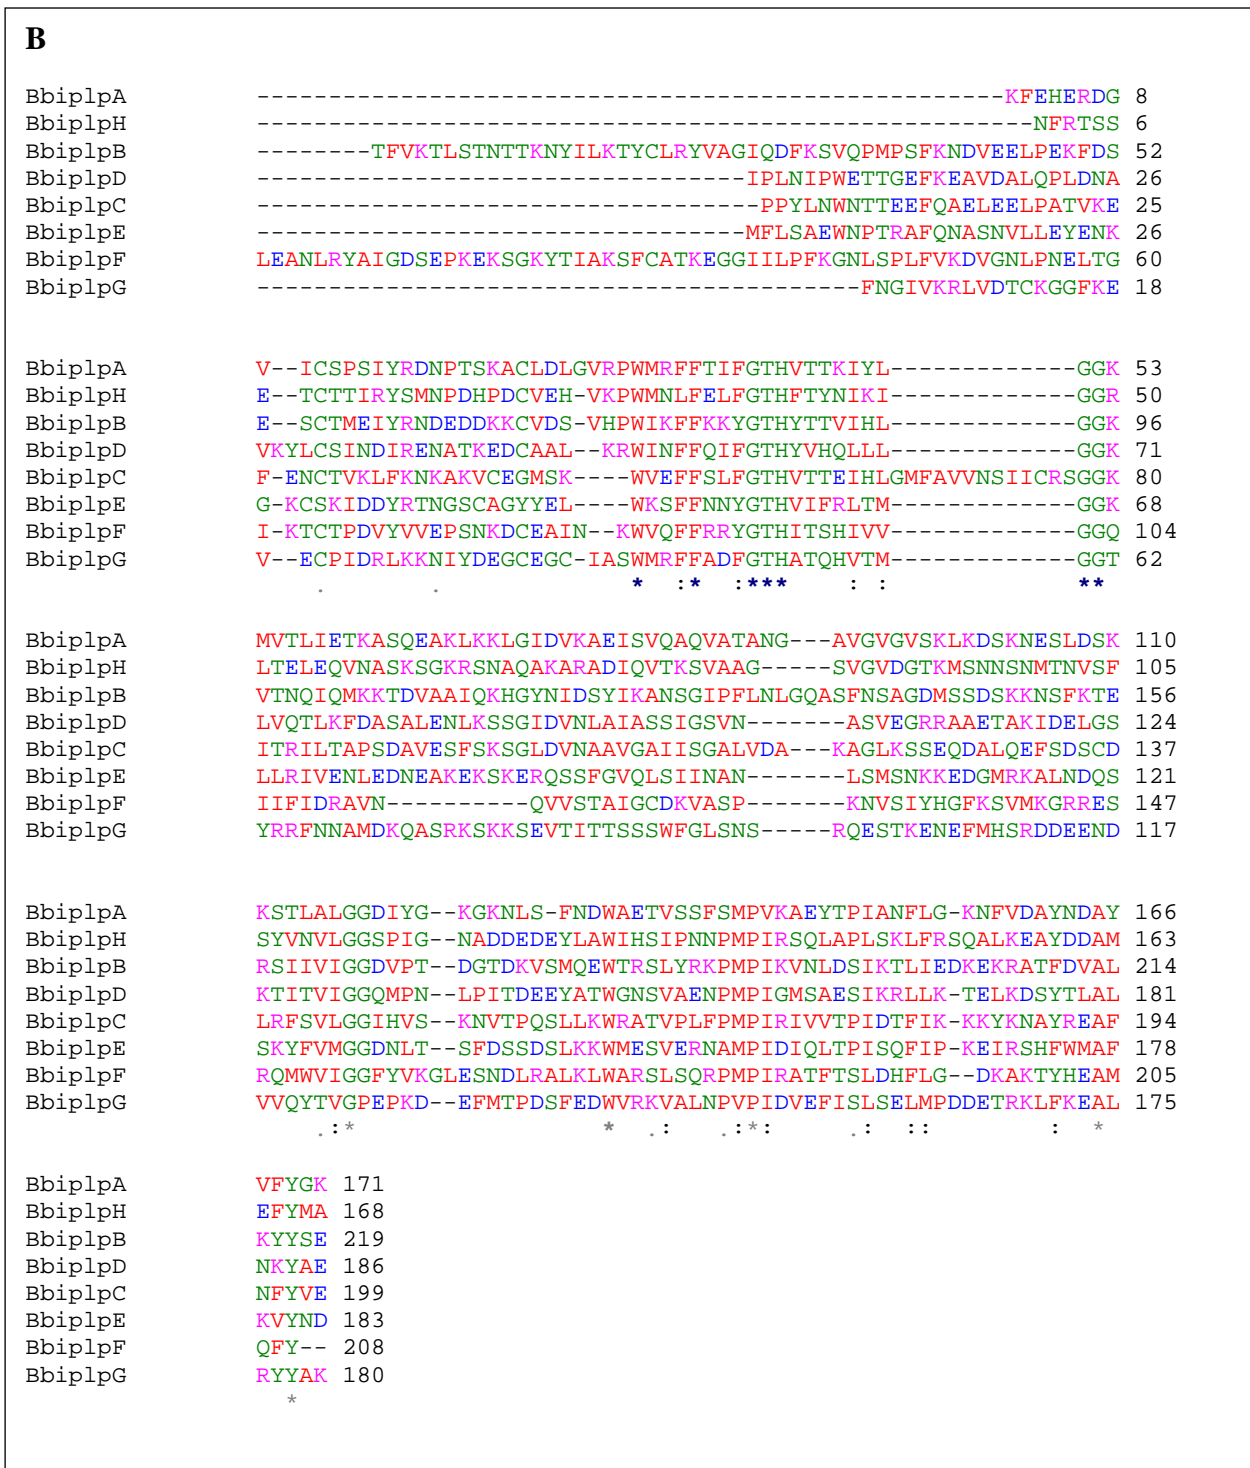 B
BbiplpA ----------------------------------------------------KFEHERDG 8
BbiplpH ------------------------------------------------------NFRTSS 6
BbiplpB --------TFVKTLSTNTTKNYILKTYCLRYVAGIQDFKSVQPMPSFKNDVEELPEKFDS 52
BbiplpD ----------------------------------IPLNIPWETTGEFKEAVDALQPLDNA 26
BbiplpC -----------------------------------PPYLNWNTTEEFQAELEELPATVKE 25
BbiplpE ----------------------------------MFLSAEWNPTRAFQNASNVLLEYENK 26
BbiplpF LEANLRYAIGDSEPKEKSGKYTIAKSFCATKEGGIILPFKGNLSPLFVKDVGNLPNELTG 60
BbiplpG ------------------------------------------FNGIVKRLVDTCKGGFKE 18
BbiplpA V--ICSPSIYRDNPTSKACLDLGVRPWMRFFTIFGTHVTTKIYL-------------GGK 53
BbiplpH E--TCTTIRYSMNPDHPDCVEH-VKPWMNLFELFGTHFTYNIKI-------------GGR 50
BbiplpB E--SCTMEIYRNDEDDKKCVDS-VHPWIKFFKKYGTHYTTVIHL-------------GGK 96
BbiplpD VKYLCSINDIRENATKEDCAAL--KRWINFFQIFGTHYVHQLLL-------------GGK 71
BbiplpC F-ENCTVKLFKNKAKVCEGMSK----WVEFFSLFGTHVTTEIHLGMFAVVNSIICRSGGK 80
BbiplpE G-KCSKIDDYRTNGSCAGYYEL----WKSFFNNYGTHVIFRLTM-------------GGK 68
BbiplpF I-KTCTPDVYVVEPSNKDCEAIN--KWVQFFRRYGTHITSHIVV-------------GGQ 104
BbiplpG V--ECPIDRLKKNIYDEGCEGC-IASWMRFFADFGTHATQHVTM-------------GGT 62
    .       .             *  :*  :***    : :             **
BbiplpA MVTLIETKASQEAKLKKLGIDVKAEISVQAQVATANG---AVGVGVSKLKDSKNESLDSK 110
BbiplpH LTELEQVNASKSGKRSNAQAKARADIQVTKSVAAG-----SVGVDGTKMSNNSNMTNVSF 105
BbiplpB VTNQIQMKKTDVAAIQKHGYNIDSYIKANSGIPFLNLGQASFNSAGDMSSDSKKNSFKTE 156
BbiplpD LVQTLKFDASALENLKSSGIDVNLAIASSIGSVN-------ASVEGRRAAETAKIDELGS 124
BbiplpC ITRILTAPSDAVESFSKSGLDVNAAVGAIISGALVDA---KAGLKSSEQDALQEFSDSCD 137
BbiplpE LLRIVENLEDNEAKEKSKERQSSFGVQLSIINAN-------LSMSNKKEDGMRKALNDQS 121
BbiplpF IIFIDRAVN----------QVVSTAIGCDKVASP-------KNVSIYHGFKSVMKGRRES 147
BbiplpG YRRFNNAMDKQASRKSKKSEVTITTSSSWFGLSNS-----RQESTKENEFMHSRDDEEND 117
BbiplpA KSTLALGGDIYG--KGKNLS-FNDWAETVSSFSMPVKAEYTPIANFLG-KNFVDAYNDAY 166
BbiplpH SYVNVLGGSPIG--NADDEDEYLAWIHSIPNNPMPIRSQLAPLSKLFRSQALKEAYDDAM 163
BbiplpB RSIIVIGGDVPT--DGTDKVSMQEWTRSLYRKPMPIKVNLDSIKTLIEDKEKRATFDVAL 214
BbiplpD KTITVIGGQMPN--LPITDEEYATWGNSVAENPMPIGMSAESIKRLLK-TELKDSYTLAL 181
BbiplpC LRFSVLGGIHVS--KNVTPQSLLKWRATVPLFPMPIRIVVTPIDTFIK-KKYKNAYREAF 194
BbiplpE SKYFVMGGDNLT--SFDSSDSLKKWMESVERNAMPIDIQLTPISQFIP-KEIRSHFWMAF 178
BbiplpF RQMWVIGGFYVKGLESNDLRALKLWARSLSQRPMPIRATFTSLDHFLG--DKAKTYHEAM 205
BbiplpG VVQYTVGPEPKD--EFMTPDSFEDWVRKVALNPVPIDVEFISLSELMPDDETRKLFKEAL 175
    .:*                 *  .:   .:*:     .:  ::        :  *
BbiplpA VFYGK 171
BbiplpH EFYMA 168
BbiplpB KYYSE 219
BbiplpD NKYAE 186
BbiplpC NFYVE 199
BbiplpE KVYND 183
BbiplpF QFY-- 208
BbiplpG RYYAK 180
  *